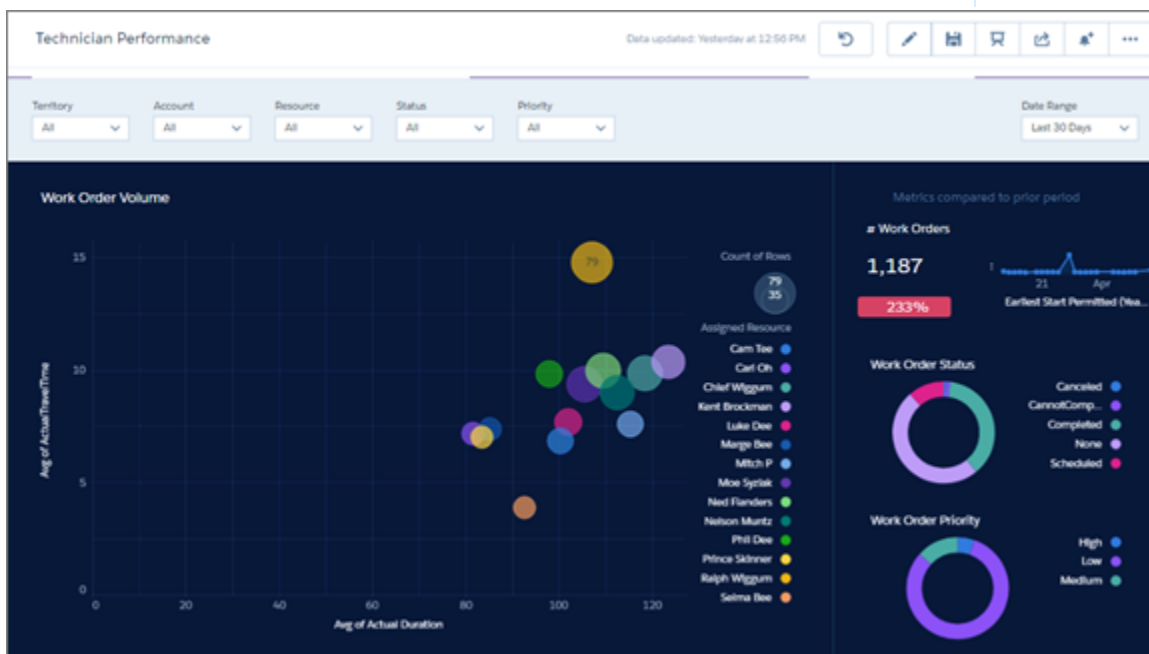 Technician Performance
Data updated: Yesterday at 12:56 PM
Territory
Account
Resource
Status
Priority
Date Range
All
All
All
All
All
Last 30 Days
Work Order Volume
15
10
5
0
0
20
40
60
80
100
120
Avg of ActualTravelTime
Avg of Actual Duration
79
Count of Rows
79
35
Assigned Resource
Cam Tee
Carl Oh
Chief Wiggum
Kent Brockman
Luke Dee
Marge Bee
Mitch P
Moe Syzlak
Ned Flanders
Nelson Muntz
Phil Dee
Prince Skinner
Ralph Wiggum
Selma Bee
Metrics compared to prior period
# Work Orders
1,187
233%
21
Apr
Earliest Start Permitted (Yea...
Work Order Status
Canceled
CannotComp...
Completed
None
Scheduled
Work Order Priority
High
Low
Medium